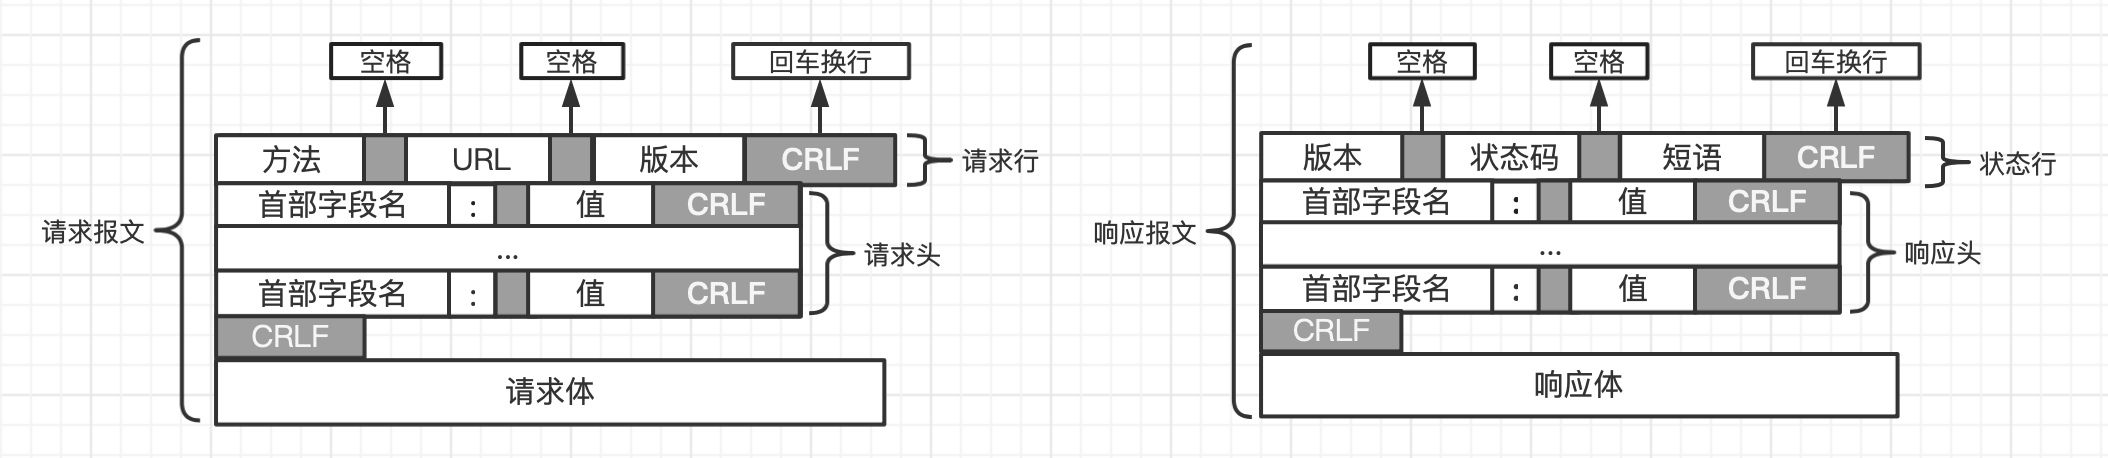 空格 空格 回车换行
方法 URL 版本 CRLF
请求行
首部字段名 : 值 CRLF
...
首部字段名 : 值 CRLF
请求头
请求报文
CRLF
请求体
空格 空格 回车换行
版本 状态码 短语 CRLF
状态行
首部字段名 : 值 CRLF
...
首部字段名 : 值 CRLF
响应头
响应报文
CRLF
响应体